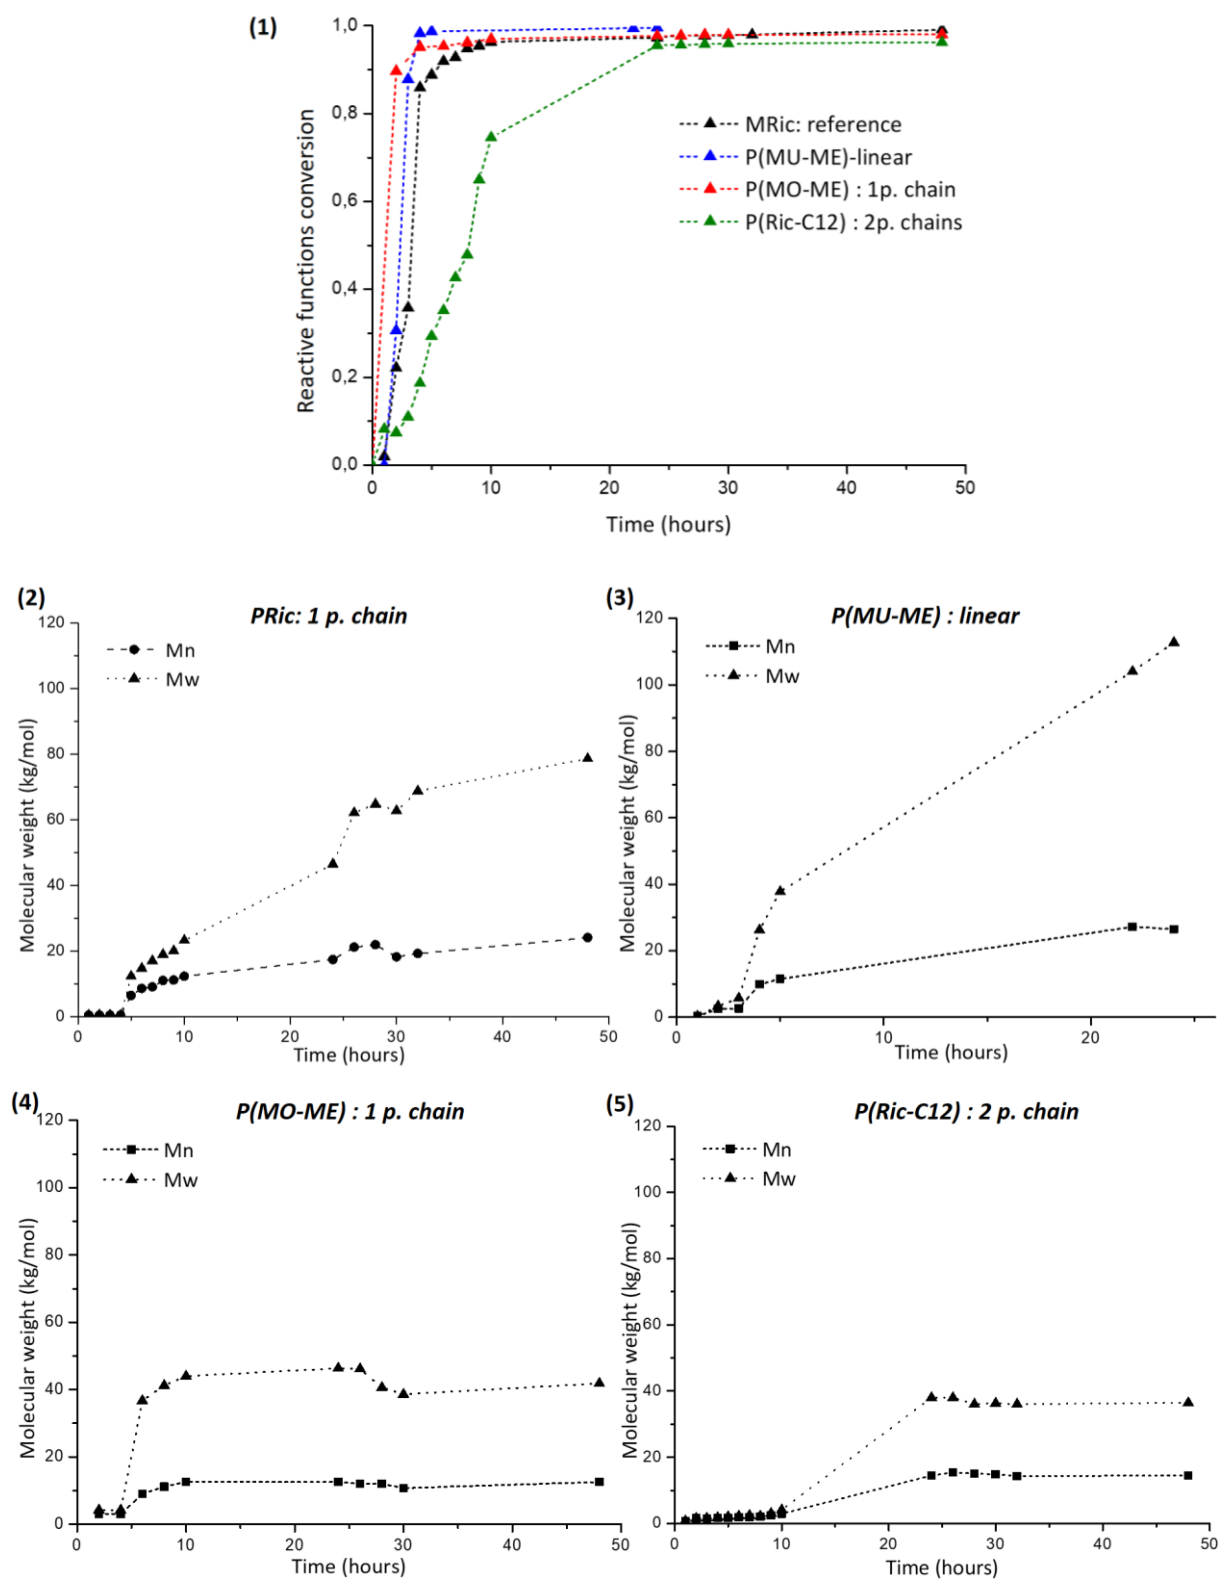 (1)
1,0
0,8
0,6
0,4
0,2
0,0
Reactive functions conversion
MRic: reference
P(MU-ME)-linear
P(MO-ME) : 1p. chain
P(Ric-C12) : 2p. chains
0 10 20 30 40 50
Time (hours)
(2)
PRic: 1 p. chain
120
100
80
60
40
20
0
Molecular weight (kg/mol)
Mn
Mw
0 10 20 30 40 50
Time (hours)
(3)
P(MU-ME) : linear
120
100
80
60
40
20
0
Molecular weight (kg/mol)
Mn
Mw
0 10 20
Time (hours)
(4)
P(MO-ME) : 1 p. chain
120
100
80
60
40
20
0
Molecular weight (kg/mol)
Mn
Mw
0 10 20 30 40 50
Time (hours)
(5)
P(Ric-C12) : 2 p. chain
120
100
80
60
40
20
0
Molecular weight (kg/mol)
Mn
Mw
0 10 20 30 40 50
Time (hours)